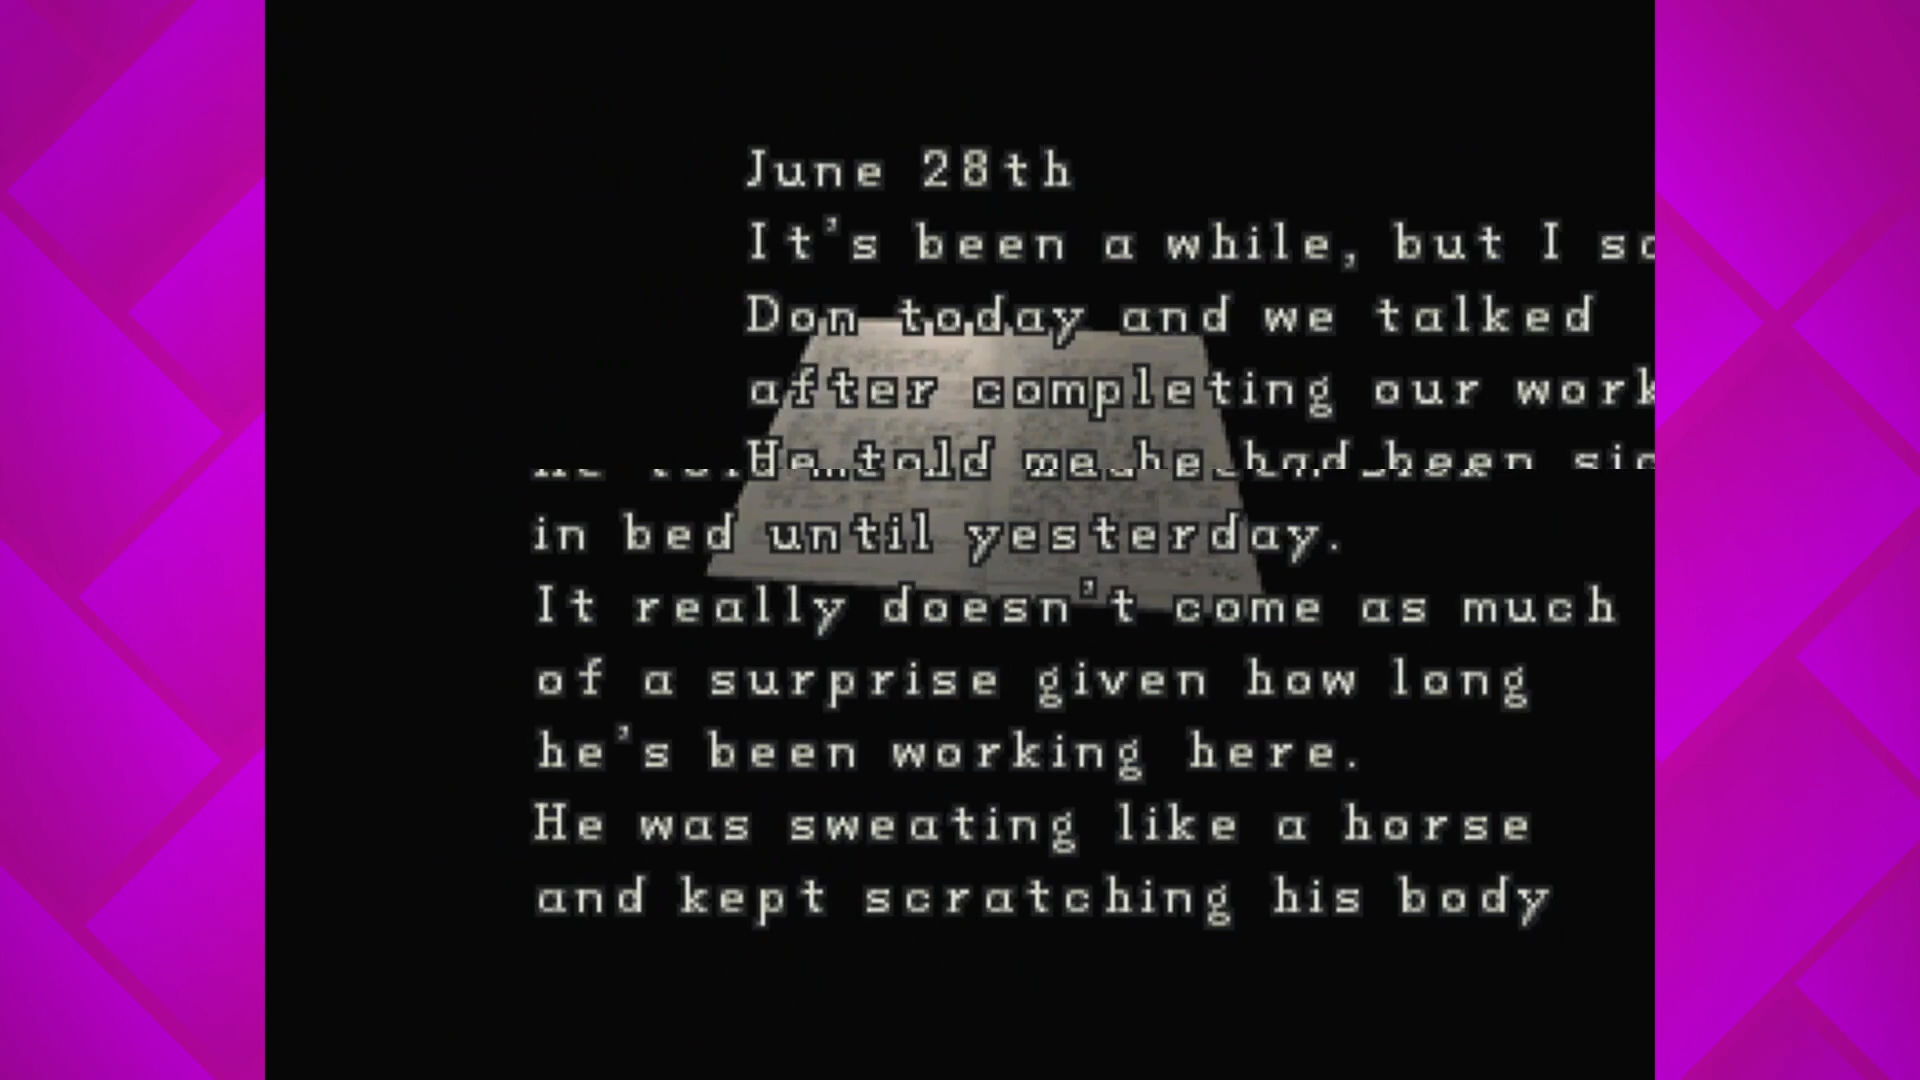 June 28th
It's been a while, but I
Don today and we talked
after completing our work
He told me he had been
in bed until yesterday.
It really doesn't come as much
of a surprise given how long
he's been working here.
He was sweating like a horse
and kept scratching his body